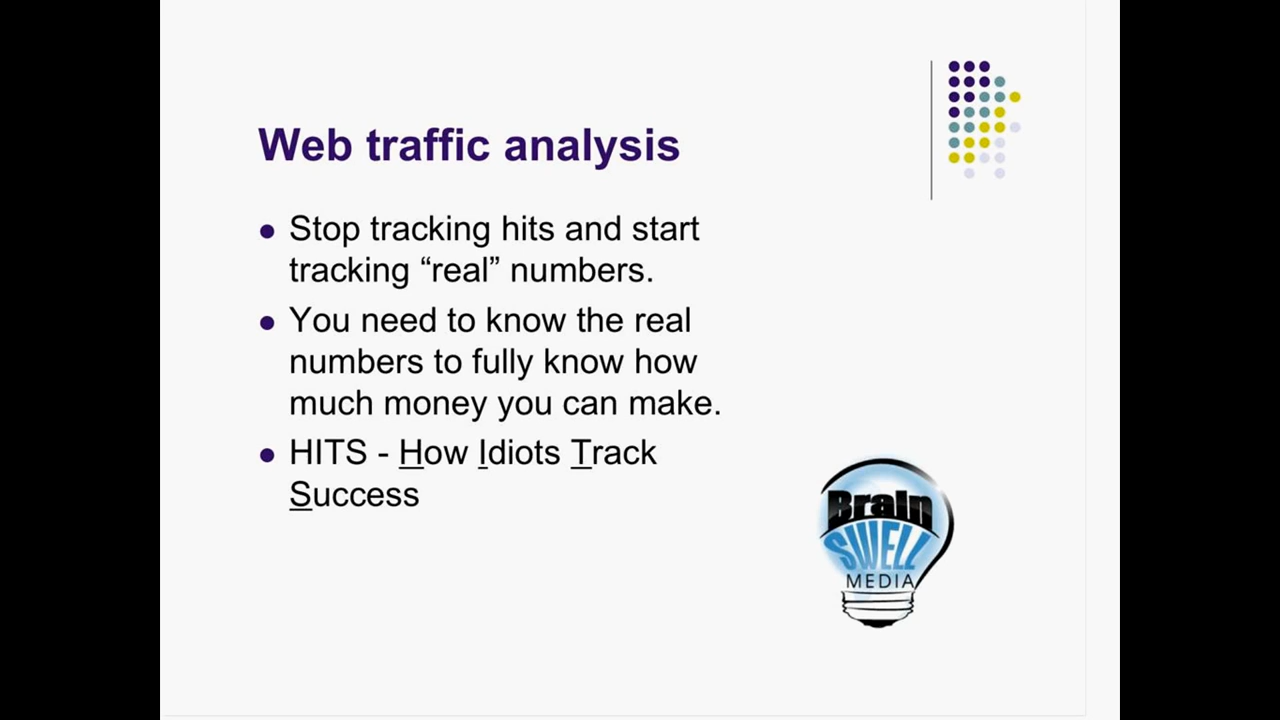 Web traffic analysis
Stop tracking hits and start
tracking “real” numbers.
You need to know the real
numbers to fully know how
much money you can make.
HITS - How Idiots Track
Success
Brain
SWELL
MEDIA